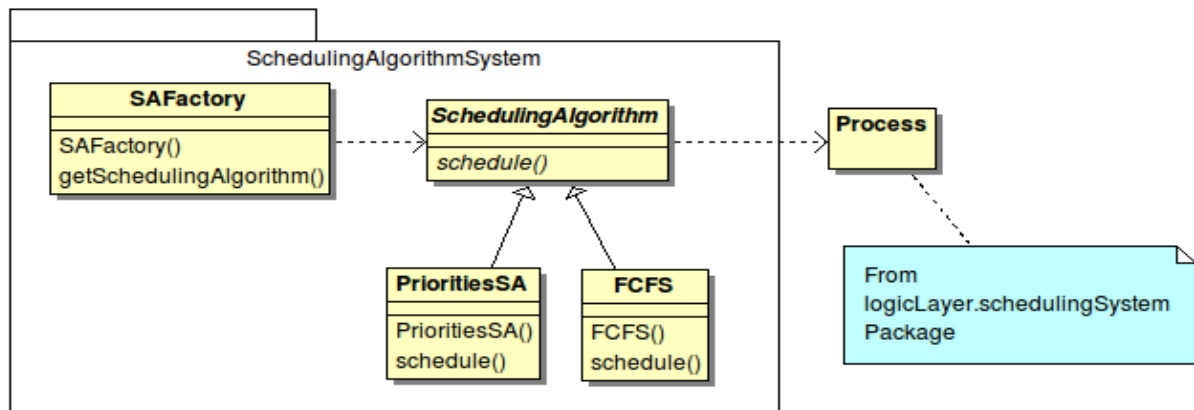 SchedulingAlgorithmSystem
SAFactory
SAFactory()
getSchedulingAlgorithm()
SchedulingAlgorithm
schedule()
Process
PrioritiesSA
PrioritiesSA()
schedule()
FCFS
FCFS()
schedule()
From
logicLayer.schedulingSystem
Package